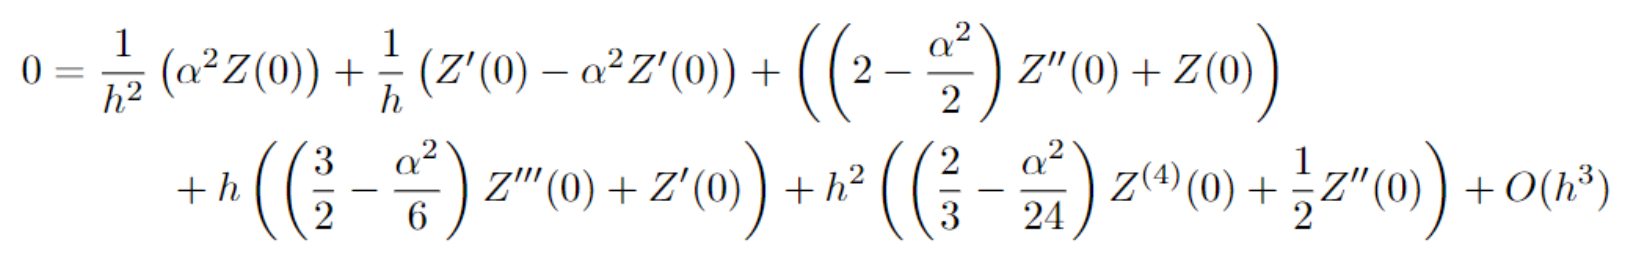 0 = \frac{1}{h^2} \left( \alpha^2 Z(0) \right) + \frac{1}{h} \left( Z'(0) - \alpha^2 Z'(0) \right) + \left( \left( 2 - \frac{\alpha^2}{2} \right) Z''(0) + Z(0) \right)
+ h \left( \left( \frac{3}{2} - \frac{\alpha^2}{6} \right) Z'''(0) + Z'(0) \right) + h^2 \left( \left( \frac{2}{3} - \frac{\alpha^2}{24} \right) Z^{(4)}(0) + \frac{1}{2} Z''(0) \right) + O(h^3)